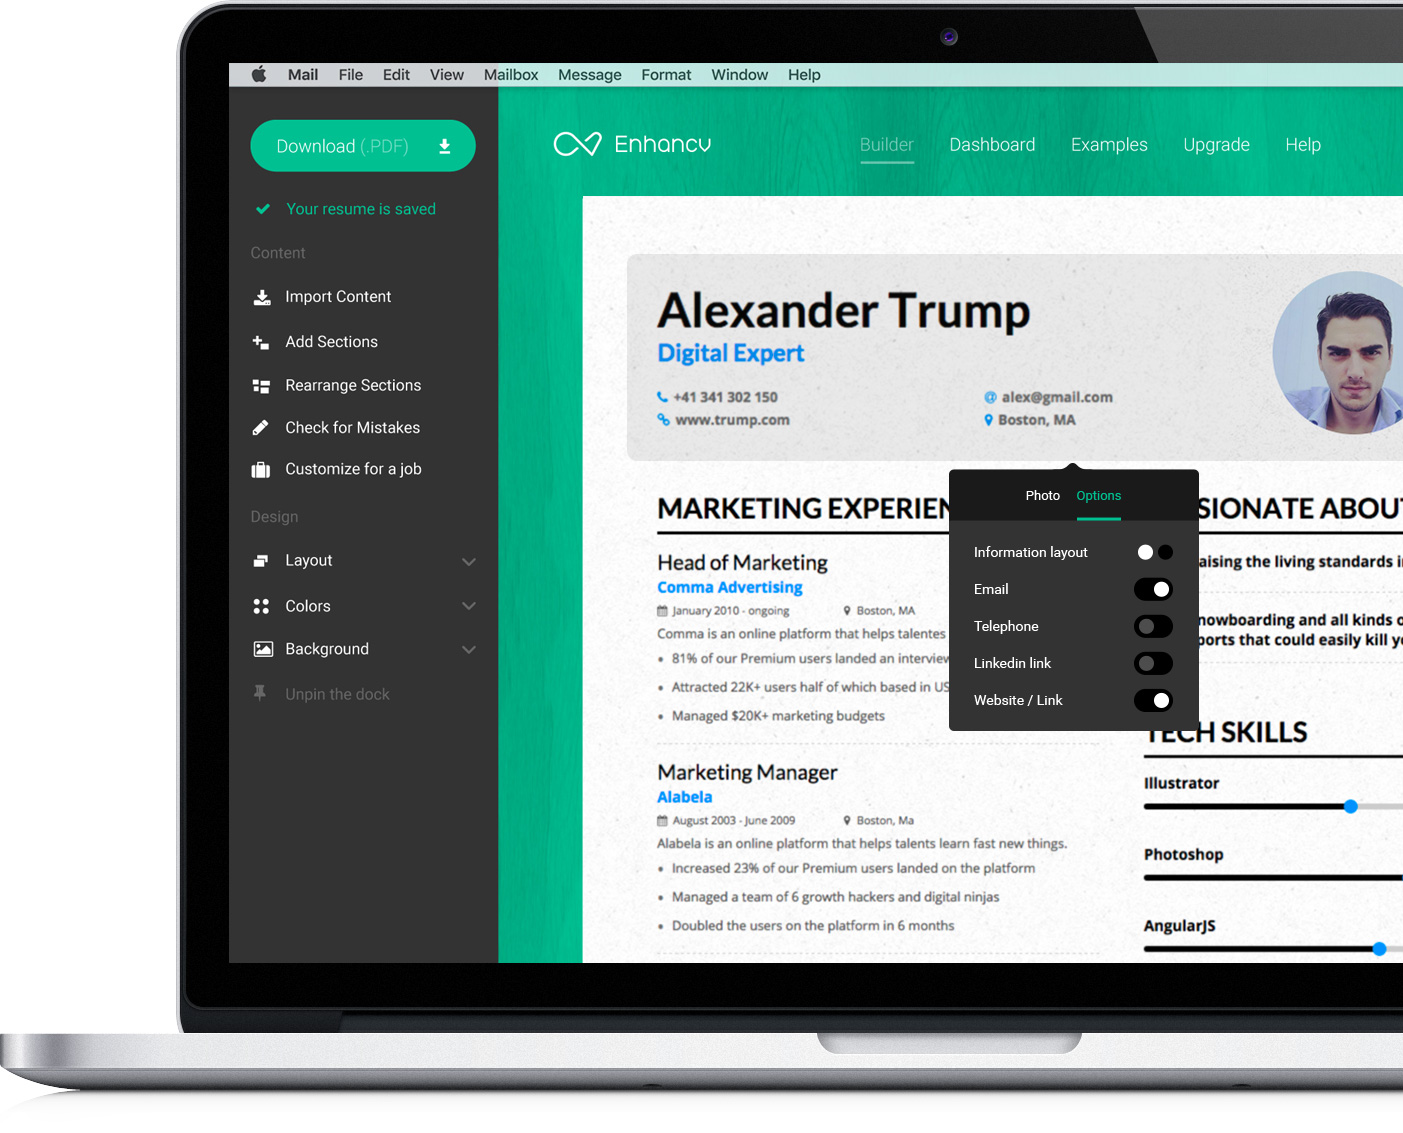 Mail File Edit View Mailbox Message Format Window Help
Download (.PDF)
Your resume is saved
Content
Import Content
Add Sections
Rearrange Sections
Check for Mistakes
Customize for a job
Design
Layout
Colors
Background
Unpin the dock
Enhancv
Builder Dashboard Examples Upgrade Help
Alexander Trump
Digital Expert
+41 341 302 150
@ alex@gmail.com
www.trump.com
Boston, MA
Photo Options
Information layout
Email
Telephone
Linkedin link
Website / Link
MARKETING EXPERIEN
Head of Marketing
Comma Advertising
January 2010 - ongoing Boston, MA
Comma is an online platform that helps talentes
• 81% of our Premium users landed an interview
• Attracted 22K+ users half of which based in US
• Managed $20K+ marketing budgets
Marketing Manager
Alabela
August 2003 - June 2009 Boston, Ma
Alabela is an online platform that helps talents learn fast new things.
• Increased 23% of our Premium users landed on the platform
• Managed a team of 6 growth hackers and digital ninjas
• Doubled the users on the platform in 6 months
SIONATE ABOU
aising the living standards i
nowboarding and all kinds o
ports that could easily kill y
TECH SKILLS
Illustrator
Photoshop
AngularJS